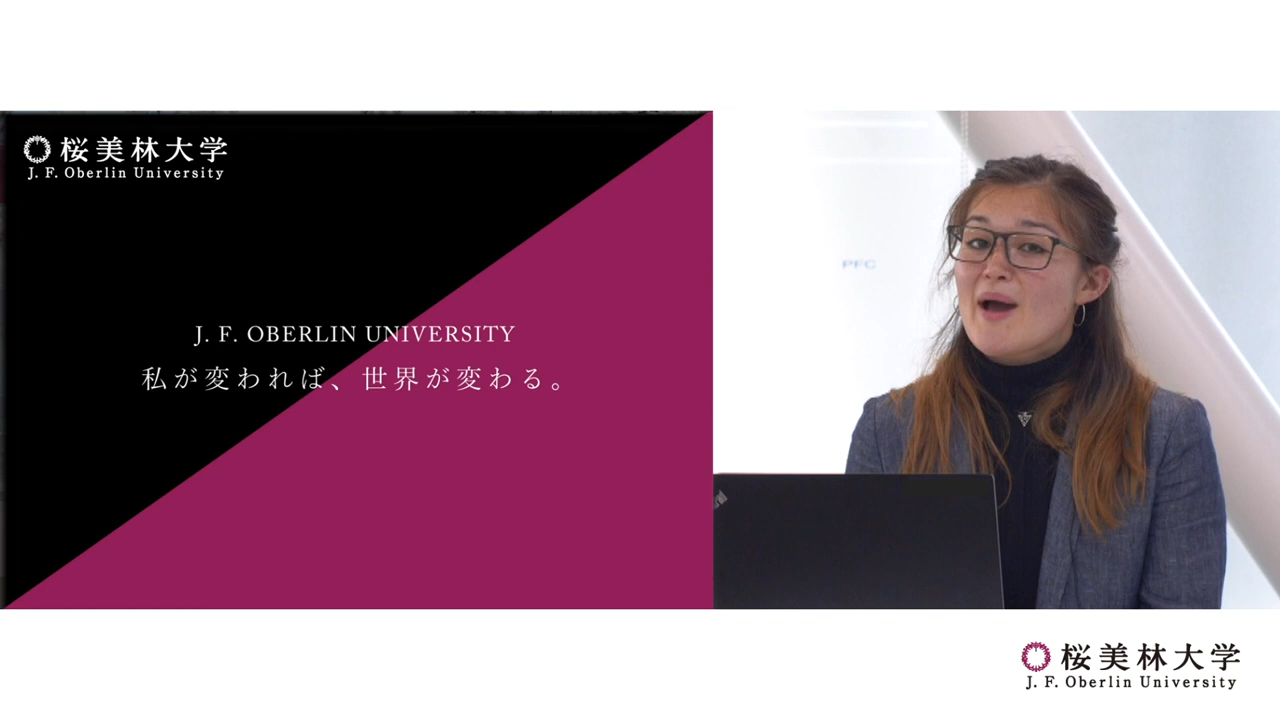 桜美林大学
J. F. Oberlin University
J. F. OBERLIN UNIVERSITY
私が変われば、世界が変わる。
PFC
桜美林大学
J. F. Oberlin University